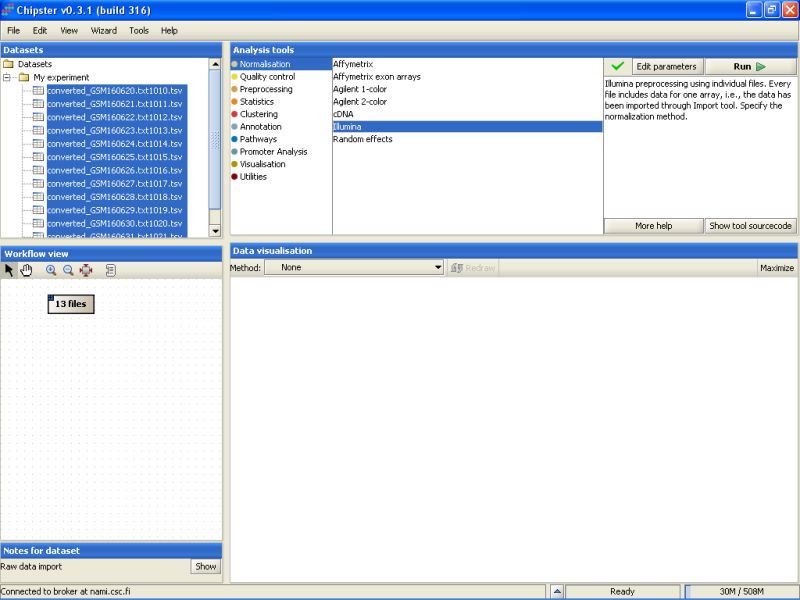 Chipster v0.3.1 (build 316)
File Edit View Wizard Tools Help
Datasets
Datasets
My experiment
converted_GSM160620.txt1010.tsv
converted_GSM160621.txt1011.tsv
converted_GSM160622.txt1012.tsv
converted_GSM160623.txt1013.tsv
converted_GSM160624.txt1014.tsv
converted_GSM160625.txt1015.tsv
converted_GSM160626.txt1016.tsv
converted_GSM160627.txt1017.tsv
converted_GSM160628.txt1018.tsv
converted_GSM160629.txt1019.tsv
converted_GSM160630.txt1020.tsv
converted_GSM160631.txt1021.tsv
Analysis tools
Normalisation
Quality control
Preprocessing
Statistics
Clustering
Annotation
Pathways
Promoter Analysis
Visualisation
Utilities
Affymetrix
Affymetrix exon arrays
Agilent 1-color
Agilent 2-color
cDNA
Illumina
Random effects
Edit parameters Run
Illumina preprocessing using individual files. Every
file includes data for one array, i.e., the data has
been imported through Import tool. Specify the
normalization method.
More help Show tool sourcecode
Workflow view
13 files
Data visualisation
Method: None Redraw Maximize
Notes for dataset
Raw data import Show
Connected to broker at nami.csc.fi Ready 30M / 508M